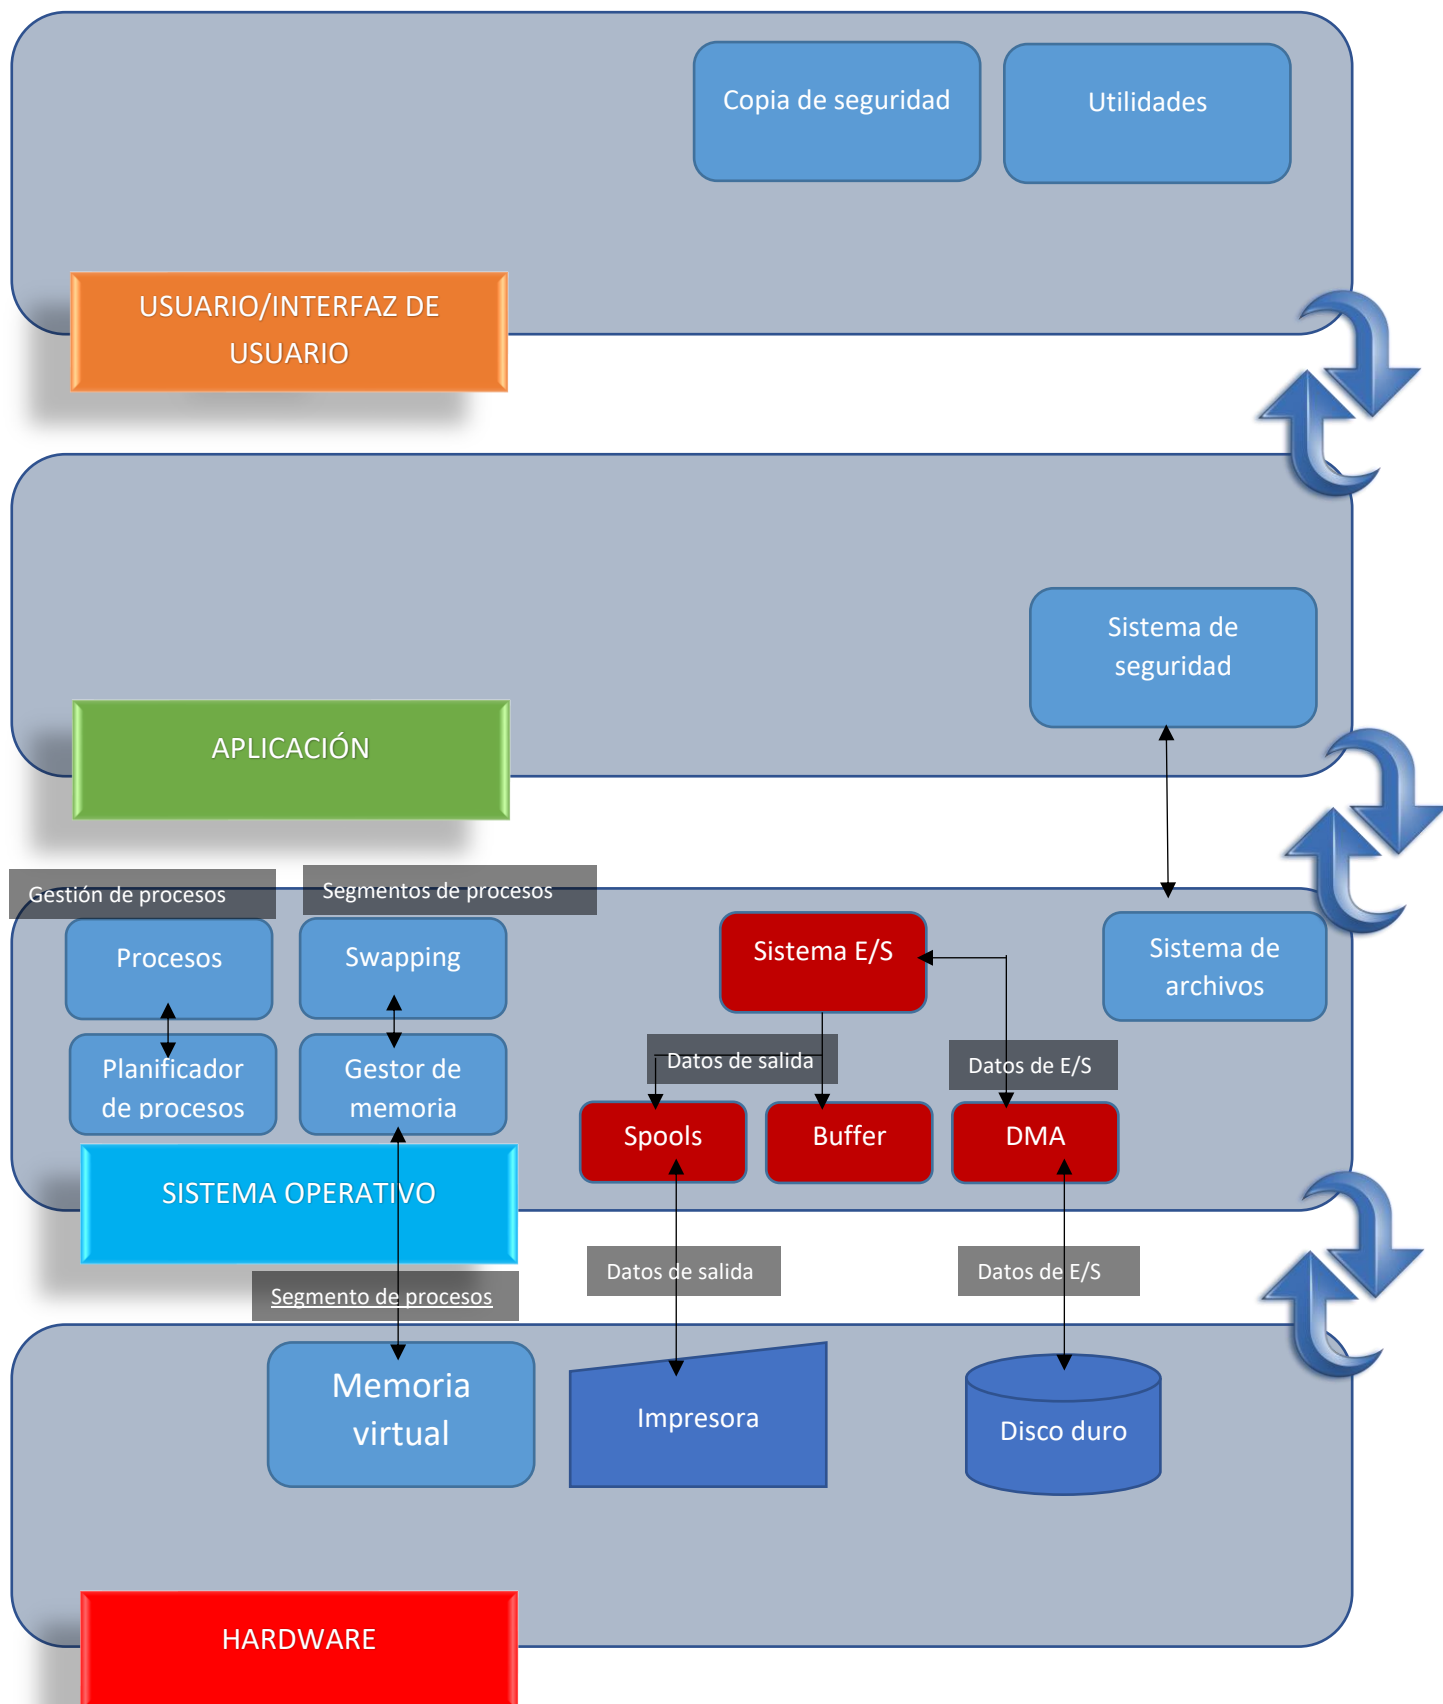 Copia de seguridad
Utilidades
USUARIO/INTERFAZ DE
USUARIO
Sistema de
seguridad
APLICACIÓN
Gestión de procesos
Segmentos de procesos
Procesos
Swapping
Sistema E/S
Sistema de
archivos
Planificador
de procesos
Gestor de
memoria
Datos de salida
Datos de E/S
Spools
Buffer
DMA
SISTEMA OPERATIVO
Segmento de procesos
Datos de salida
Datos de E/S
Memoria
virtual
Impresora
Disco duro
HARDWARE